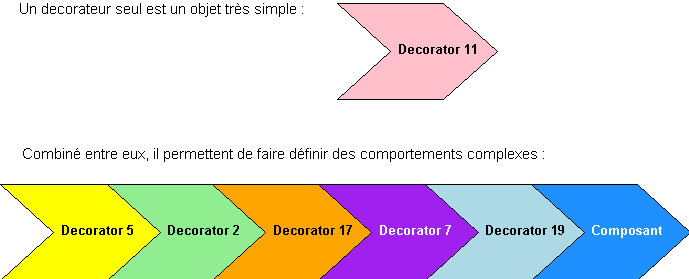 Un decorateur seul est un objet très simple :
Decorator 11
Combiné entre eux, il permettent de faire définir des comportements complexes :
Decorator 5
Decorator 2
Decorator 17
Decorator 7
Decorator 19
Composant